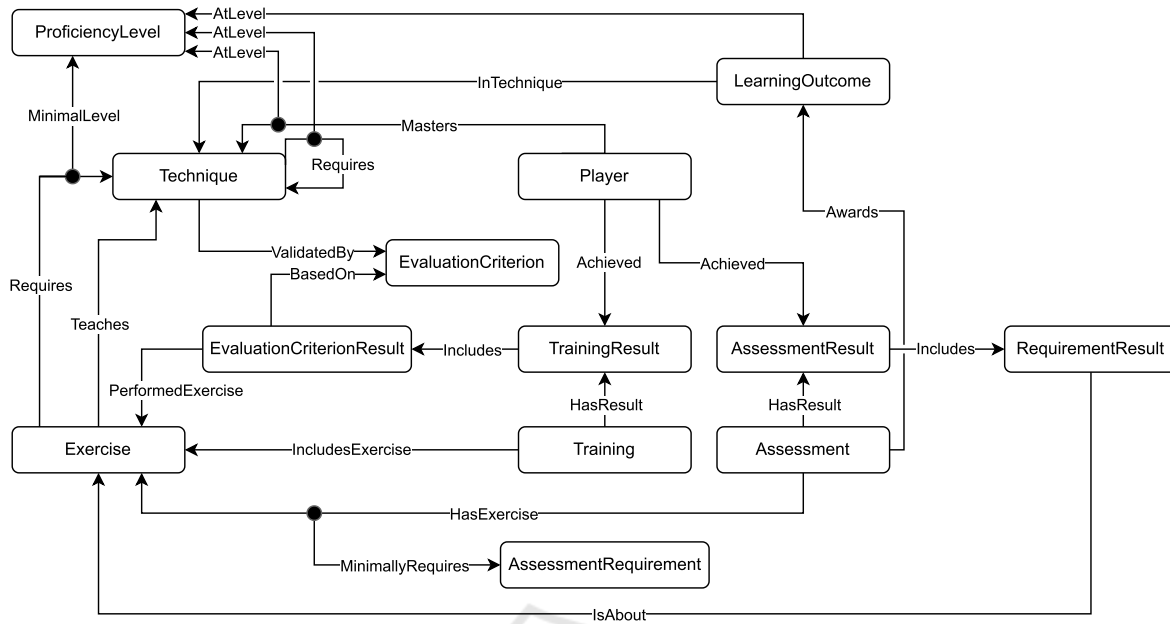 AtLevel
ProficiencyLevel
AtLevel
AtLevel
LearningOutcome
InTechnique
MinimalLevel
Masters
Requires
Technique
Player
Awards
ValidatedBy
EvaluationCriterion
Achieved
Achieved
BasedOn
Requires
Teaches
EvaluationCriterionResult
Includes
TrainingResult
AssessmentResult
Includes
RequirementResult
PerformedExercise
HasResult
HasResult
Exercise
IncludesExercise
Training
Assessment
HasExercise
MinimallyRequires
AssessmentRequirement
IsAbout